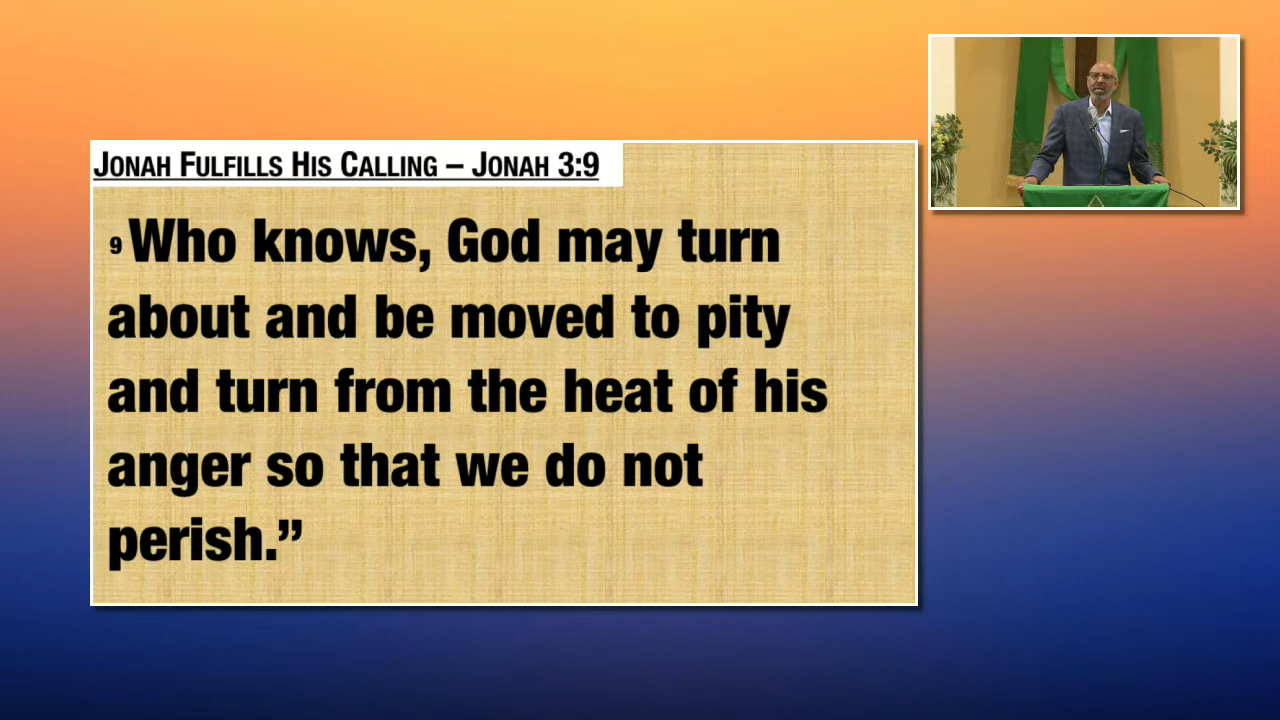 JONAH FULFILLS HIS CALLING – JONAH 3:9
9 Who knows, God may turn
about and be moved to pity
and turn from the heat of his
anger so that we do not
perish.”